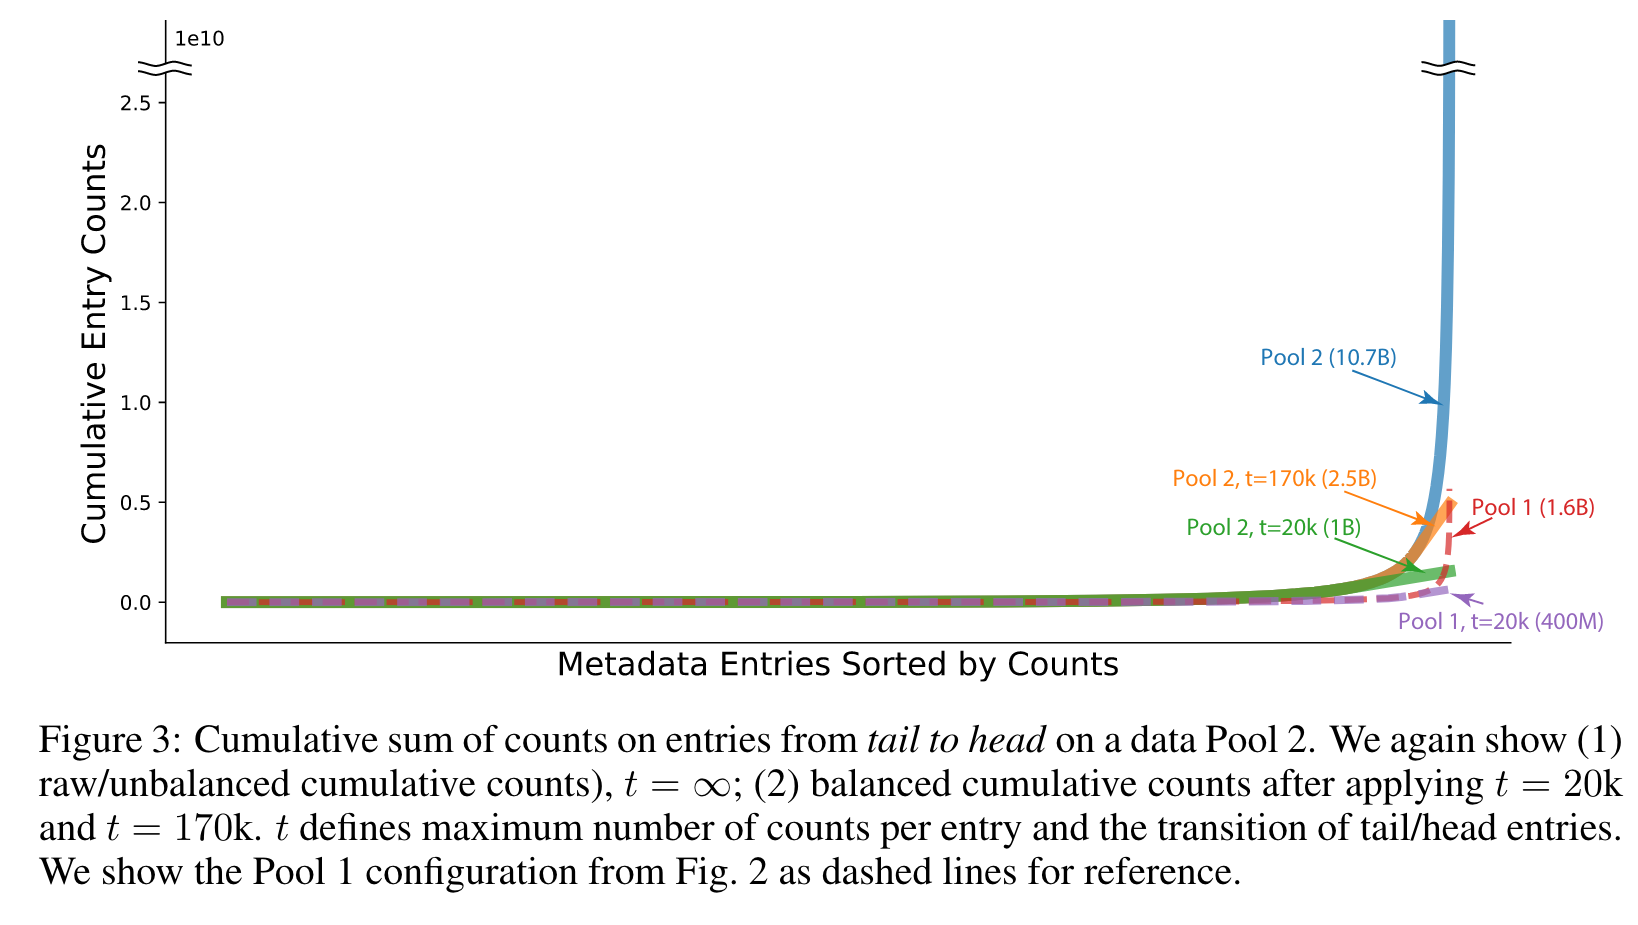 1e10
2.5
2.0
1.5
1.0
0.5
0.0
Cumulative Entry Counts
Pool 2 (10.7B)
Pool 2, t=170k (2.5B)
Pool 1 (1.6B)
Pool 2, t=20k (1B)
Pool 1, t=20k (400M)
Metadata Entries Sorted by Counts
Figure 3: Cumulative sum of counts on entries from tail to head on a data Pool 2. We again show (1)
raw/unbalanced cumulative counts), t = ∞; (2) balanced cumulative counts after applying t = 20k
and t = 170k. t defines maximum number of counts per entry and the transition of tail/head entries.
We show the Pool 1 configuration from Fig. 2 as dashed lines for reference.